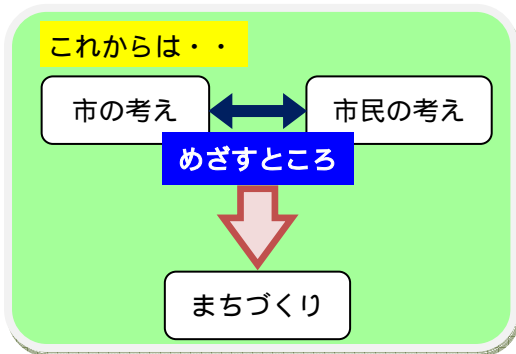 これからは・・
市の考え
市民の考え
めざすところ
まちづくり